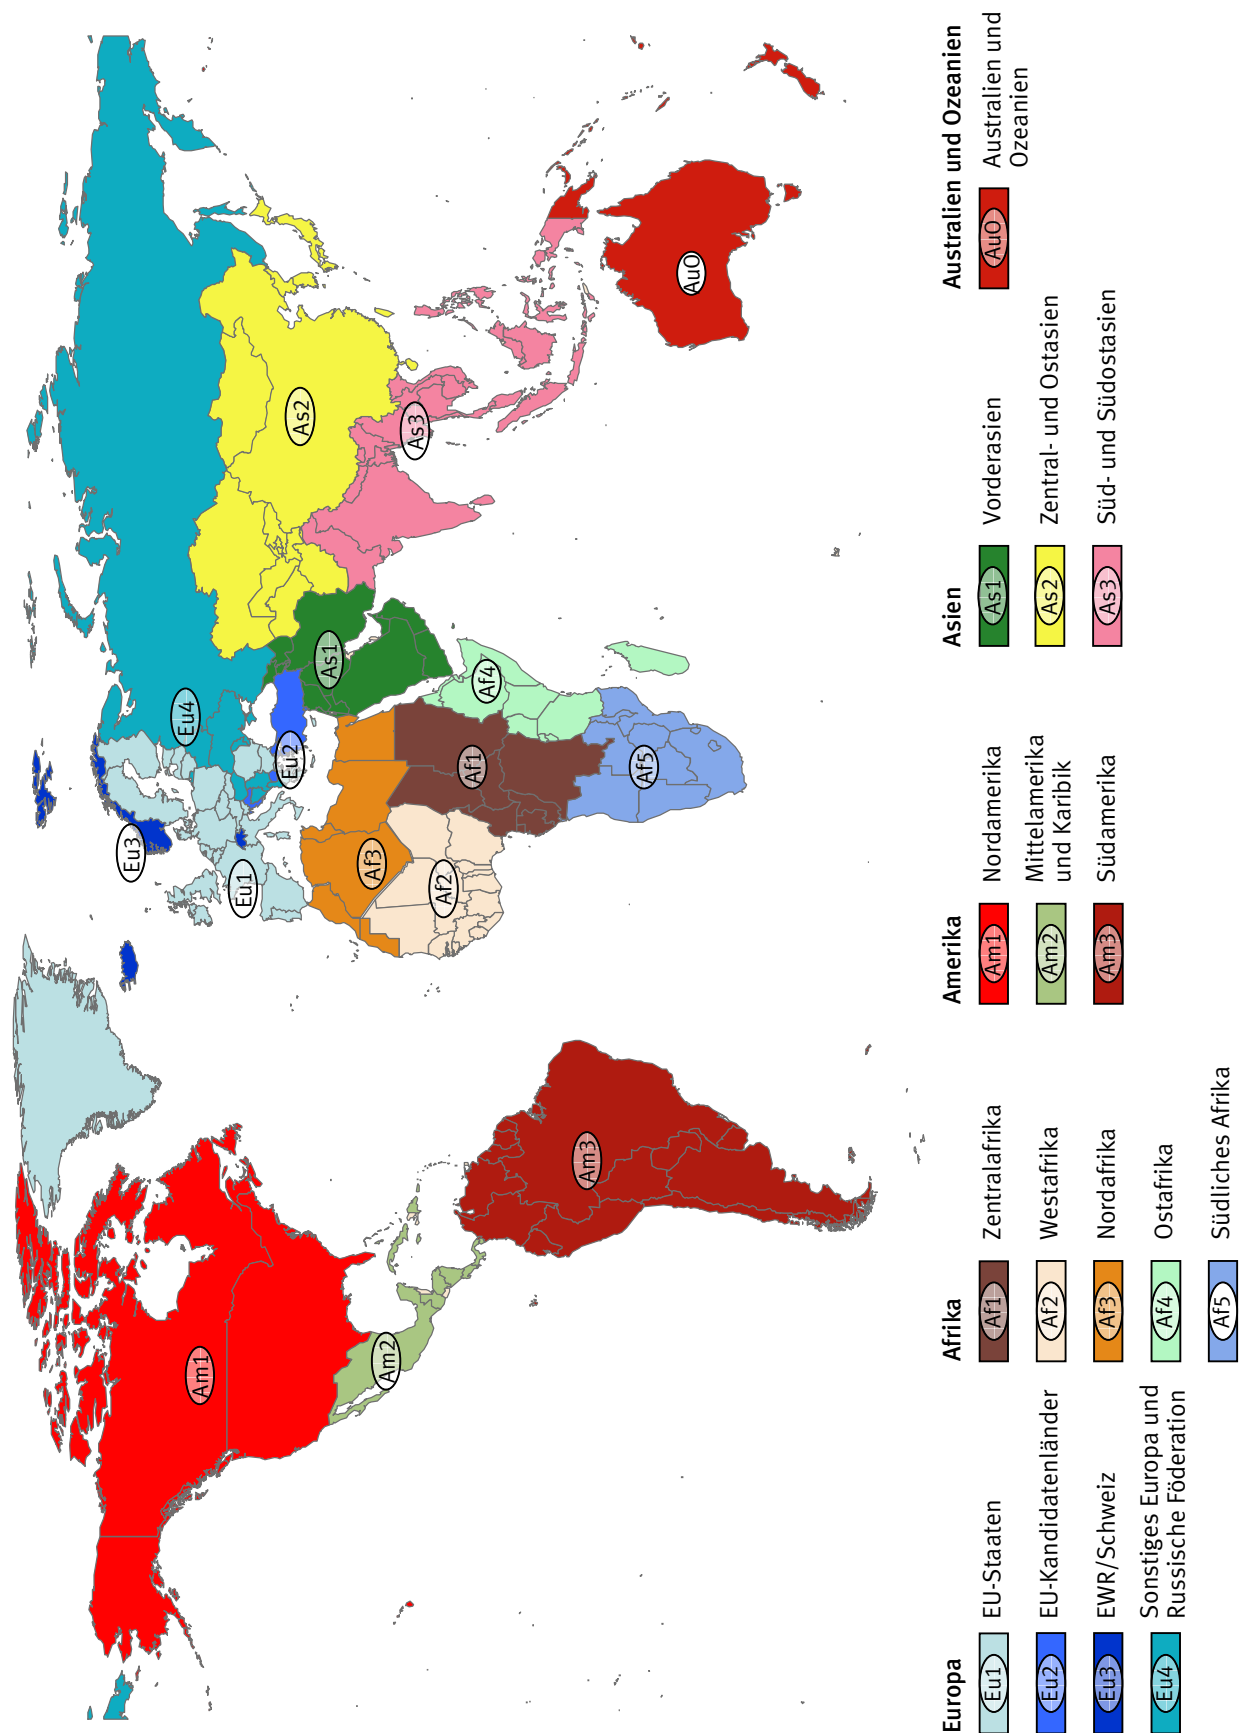 Eu3
Eu1
Eu4
Eu2
As1
As2
As3
Af3
Af2
Af1
Af4
Af5
Am1
Am2
Am3
AuO
Europa
Eu1 EU-Staaten
Eu2 EU-Kandidatenländer
Eu3 EWR/Schweiz
Eu4 Sonstiges Europa und
Russische Föderation
Afrika
Af1 Zentralafrika
Af2 Westafrika
Af3 Nordafrika
Af4 Ostafrika
Af5 Südliches Afrika
Amerika
Am1 Nordamerika
Am2 Mittelamerika
und Karibik
Am3 Südamerika
Asien
As1 Vorderasien
As2 Zentral- und Ostasien
As3 Süd- und Südostasien
Australien und Ozeanien
AuO Australien und
Ozeanien